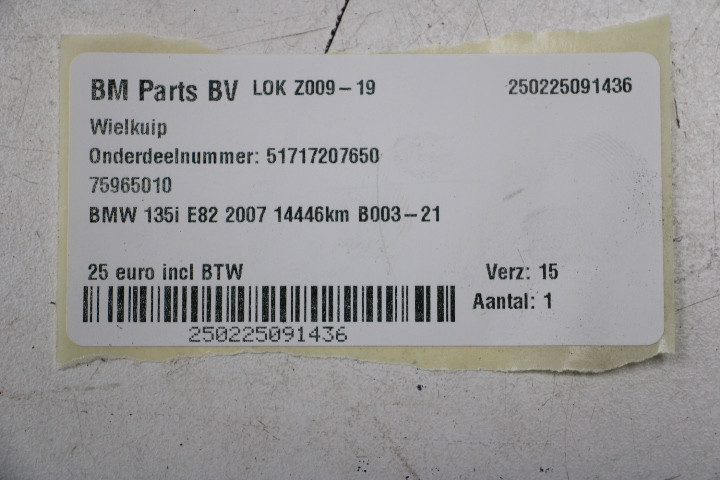 BM Parts BV LOK Z009-19 250225091436
Wielkuip
Onderdeelnummer: 51717207650
75965010
BMW 135i E82 2007 14446km B003-21
25 euro incl BTW Verz: 15
Aantal: 1
250225091436